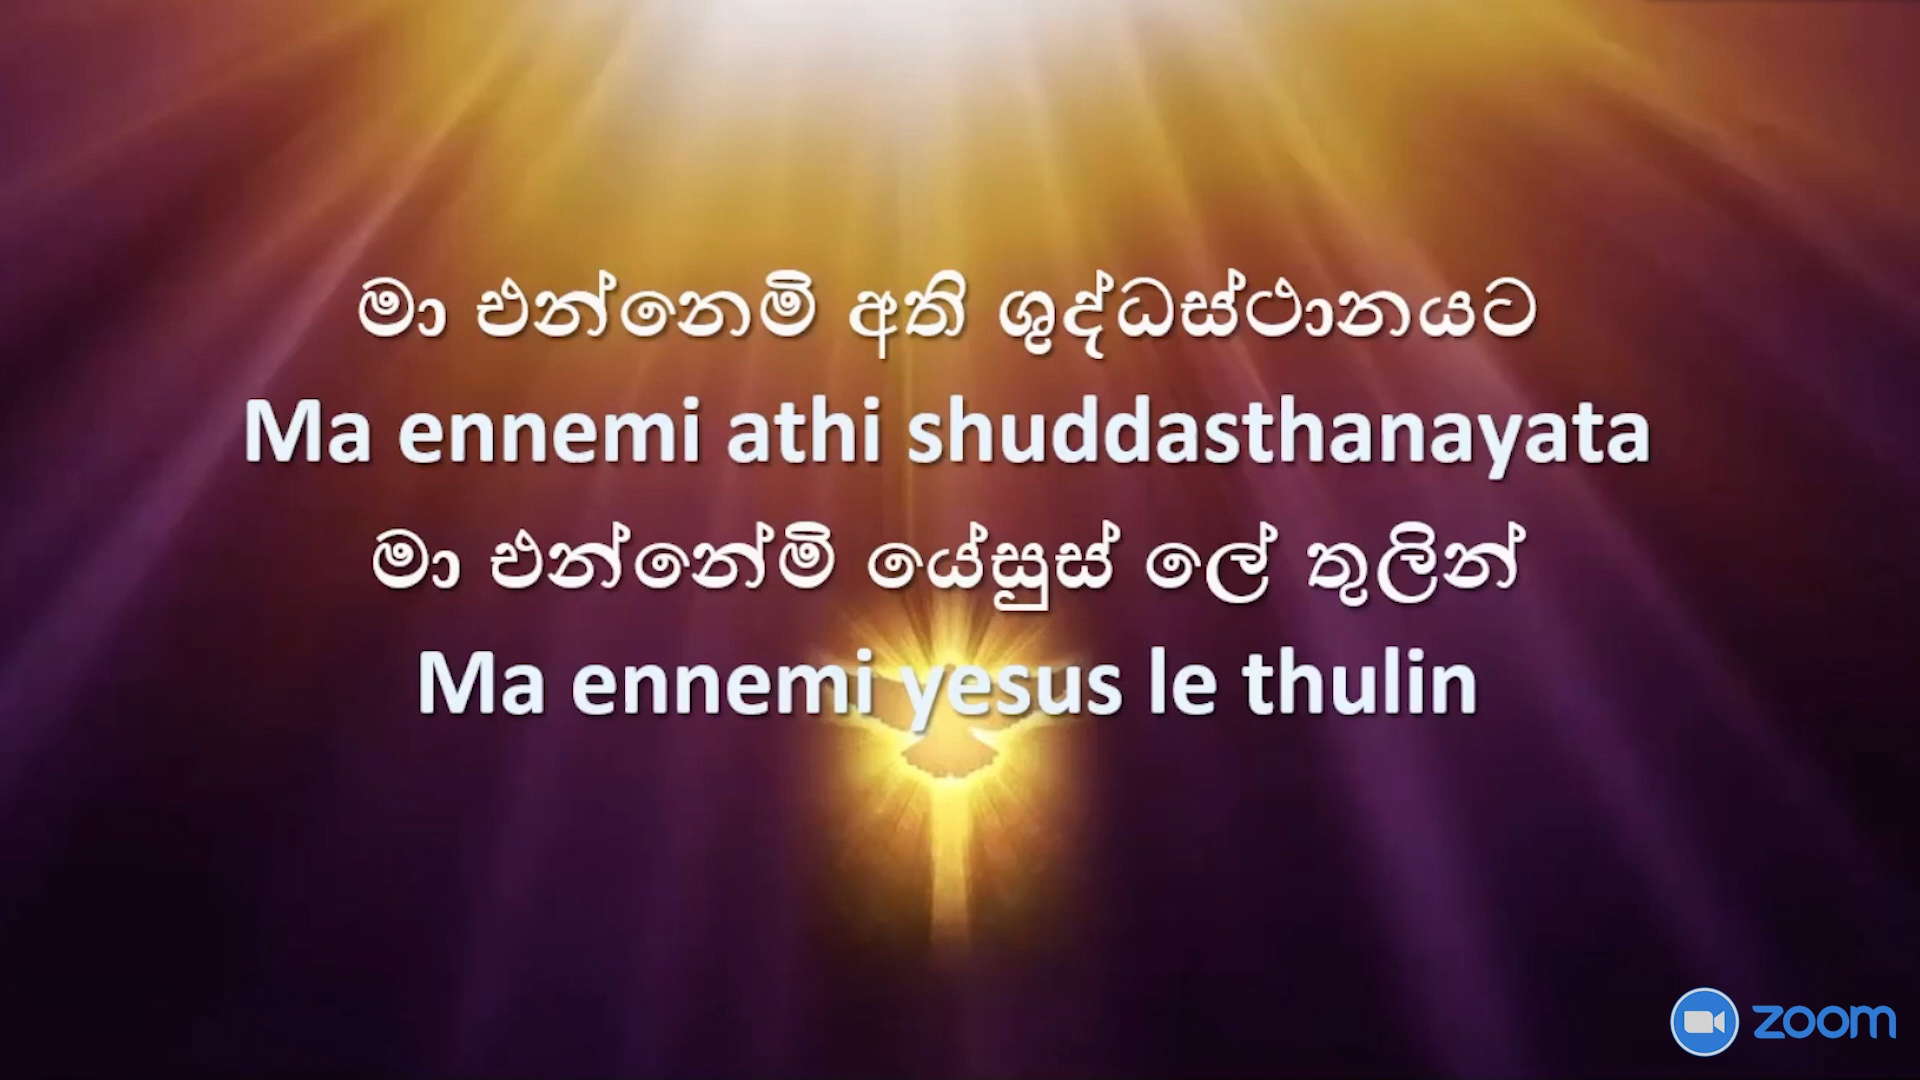 මා එන්නෙමි අති ශුද්ධස්ථානයට
Ma ennemi athi shuddasthanayata
මා එන්නේමි යේසුස් ලේ තුලින්
Ma ennemi yesus le thulin
zoom